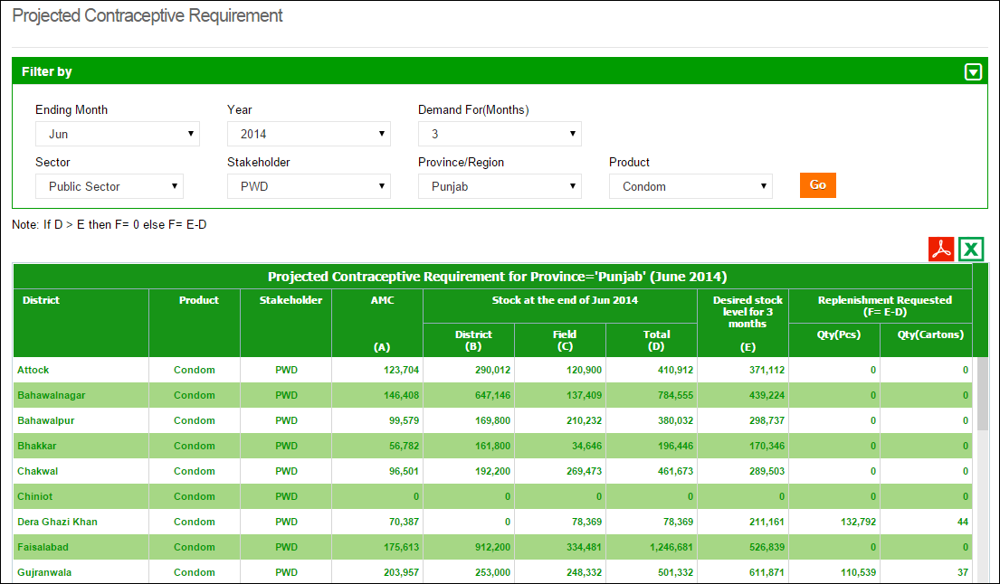 Projected Contraceptive Requirement
Filter by
Ending Month Year Demand For(Months)
Jun 2014 3
Sector Stakeholder Province/Region Product
Public Sector PWD Punjab Condom Go
Note: If D > E then F= 0 else F= E-D
Projected Contraceptive Requirement for Province='Punjab' (June 2014)
District Product Stakeholder AMC Stock at the end of Jun 2014 Desired stock Replenishment Requested
level for 3 (F= E-D)
months
District Field Total Qty(Pcs) Qty(Cartons)
(A) (B) (C) (D) (E)
Attock Condom PWD 123,704 290,012 120,900 410,912 371,112 0 0
Bahawalnagar Condom PWD 146,408 647,146 137,409 784,555 439,224 0 0
Bahawalpur Condom PWD 99,579 169,800 210,232 380,032 298,737 0 0
Bhakkar Condom PWD 56,782 161,800 34,646 196,446 170,346 0 0
Chakwal Condom PWD 96,501 192,200 269,473 461,673 289,503 0 0
Chiniot Condom PWD 0 0 0 0 0 0 0
Dera Ghazi Khan Condom PWD 70,387 0 78,369 78,369 211,161 132,792 44
Faisalabad Condom PWD 175,613 912,200 334,481 1,246,681 526,839 0 0
Gujranwala Condom PWD 203,957 253,000 248,332 501,332 611,871 110,539 37